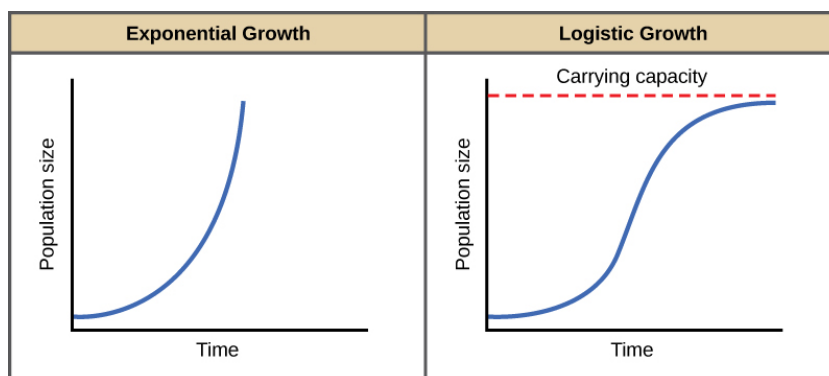 Exponential Growth
Logistic Growth
Population size
Time
Carrying capacity
Population size
Time